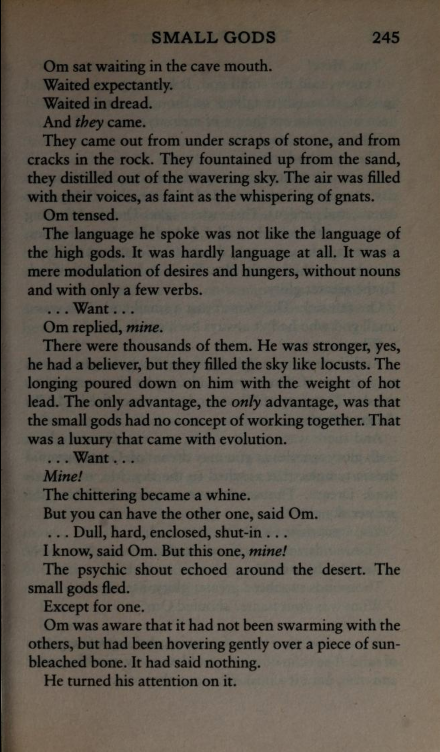 SMALL GODS 245
Om sat waiting in the cave mouth.
Waited expectantly.
Waited in dread.
And they came.
They came out from under scraps of stone, and from
cracks in the rock. They fountained up from the sand,
they distilled out of the wavering sky. The air was filled
with their voices, as faint as the whispering of gnats.
Om tensed.
The language he spoke was not like the language of
the high gods. It was hardly language at all. It was a
mere modulation of desires and hungers, without nouns
and with only a few verbs.
. . . Want . . .
Om replied, mine.
There were thousands of them. He was stronger, yes,
he had a believer, but they filled the sky like locusts. The
longing poured down on him with the weight of hot
lead. The only advantage, the only advantage, was that
the small gods had no concept of working together. That
was a luxury that came with evolution.
. . . Want . . .
Mine!
The chittering became a whine.
But you can have the other one, said Om.
. . . Dull, hard, enclosed, shut-in . . .
I know, said Om. But this one, mine!
The psychic shout echoed around the desert. The
small gods fled.
Except for one.
Om was aware that it had not been swarming with the
others, but had been hovering gently over a piece of sun-
bleached bone. It had said nothing.
He turned his attention on it.